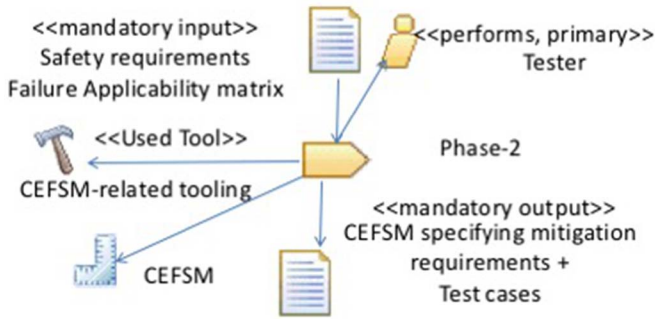 <<mandatory input>>
Safety requirements
Failure Applicability matrix
<<performs, primary>>
Tester
<<Used Tool>>
CEFSM-related tooling
Phase-2
CEFSM
<<mandatory output>>
CEFSM specifying mitigation
requirements +
Test cases